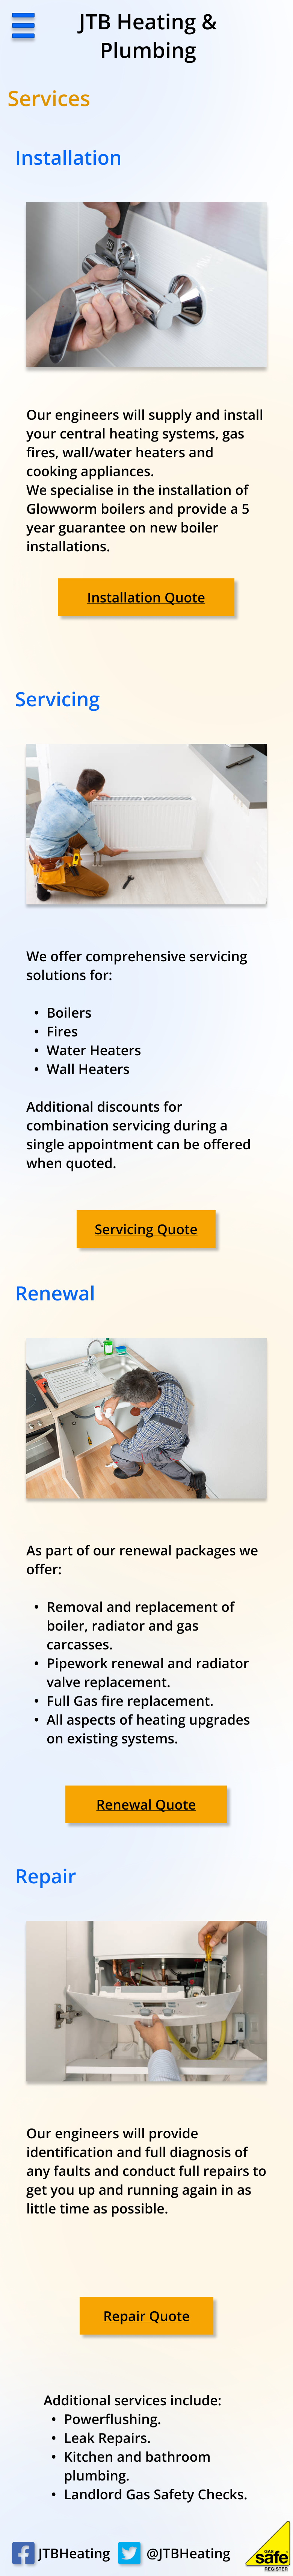 JTB Heating &
Plumbing
Services
Installation
Our engineers will supply and install
your central heating systems, gas
fires, wall/water heaters and
cooking appliances.
We specialise in the installation of
Glowworm boilers and provide a 5
year guarantee on new boiler
installations.
Installation Quote
Servicing
We offer comprehensive servicing
solutions for:
• Boilers
• Fires
• Water Heaters
• Wall Heaters
Additional discounts for
combination servicing during a
single appointment can be offered
when quoted.
Servicing Quote
Renewal
As part of our renewal packages we
offer:
• Removal and replacement of
boiler, radiator and gas
carcasses.
• Pipework renewal and radiator
valve replacement.
• Full Gas fire replacement.
• All aspects of heating upgrades
on existing systems.
Renewal Quote
Repair
Our engineers will provide
identification and full diagnosis of
any faults and conduct full repairs to
get you up and running again in as
little time as possible.
Repair Quote
Additional services include:
• Powerflushing.
• Leak Repairs.
• Kitchen and bathroom
plumbing.
• Landlord Gas Safety Checks.
JTBHeating @JTBHeating
GAS
safe
REGISTER